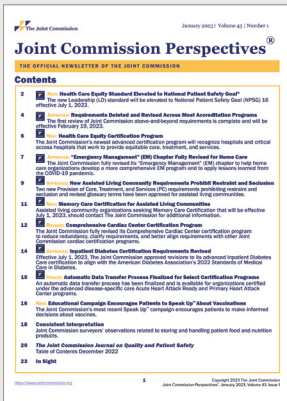 The Joint Commission
January 2023 | Volume 43 | Number 1
Joint Commission Perspectives®
THE OFFICIAL NEWSLETTER OF THE JOINT COMMISSION
Contents
2 New: Health Care Equity Standard Elevated to National Patient Safety Goal®
The new Leadership (LD) standard will be elevated to National Patient Safety Goal (NPSG) 16
effective July 1, 2023.
4 Approved: Requirements Deleted and Revised Across Most Accreditation Programs
The first review of Joint Commission above-and-beyond requirements is complete and will be
effective February 19, 2023.
6 New: Health Care Equity Certification Program
The Joint Commission's newest advanced certification program will recognize hospitals and critical
access hospitals that work to provide equitable care, treatment, and services.
7 Approved: "Emergency Management" (EM) Chapter Fully Revised for Home Care
The Joint Commission fully revised its "Emergency Management" (EM) chapter to help home
care organizations develop a more comprehensive EM program and to apply lessons learned from
the COVID-19 pandemic.
9 Approved: New Assisted Living Community Requirements Prohibit Restraint and Seclusion
Two new Provision of Care, Treatment, and Services (PC) requirements prohibiting restraint and
seclusion and revised glossary terms have been approved for assisted living communities.
11 New: Memory Care Certification for Assisted Living Communities
Assisted living community organizations seeking Memory Care Certification that will be effective
July 1, 2023, should contact The Joint Commission for additional information.
12 Revised: Comprehensive Cardiac Center Certification Program
The Joint Commission fully revised its Comprehensive Cardiac Center Certification program
to reduce redundancy, clarify requirements, and better align requirements with other Joint
Commission cardiac certification programs.
13 Approved: Inpatient Diabetes Certification Requirements Revised
Effective July 1, 2023, The Joint Commission approved revisions to its advanced Inpatient Diabetes
Care certification to align with the American Diabetes Association's 2022 Standards of Medical
Care in Diabetes.
15 Update: Automatic Data Transfer Process Finalized for Select Certification Programs
An automatic data transfer process has been finalized and is available for organizations certified
under the advanced disease-specific care Acute Heart Attack Ready and Primary Heart Attack
Center programs.
16 New: Educational Campaign Encourages Patients to Speak Up™ About Vaccinations
The Joint Commission's most recent Speak Up™ campaign encourages patients to make informed
decisions about vaccines.
18 Consistent Interpretation
Joint Commission surveyors' observations related to storing and handling patient food and nutrition
products.
20 The Joint Commission Journal on Quality and Patient Safety
Table of Contents December 2022
23 In Sight
https://www.jointcommission.org
1
Copyright 2023 The Joint Commission
Joint Commission Perspectives®, January 2023, Volume 43, Issue 1